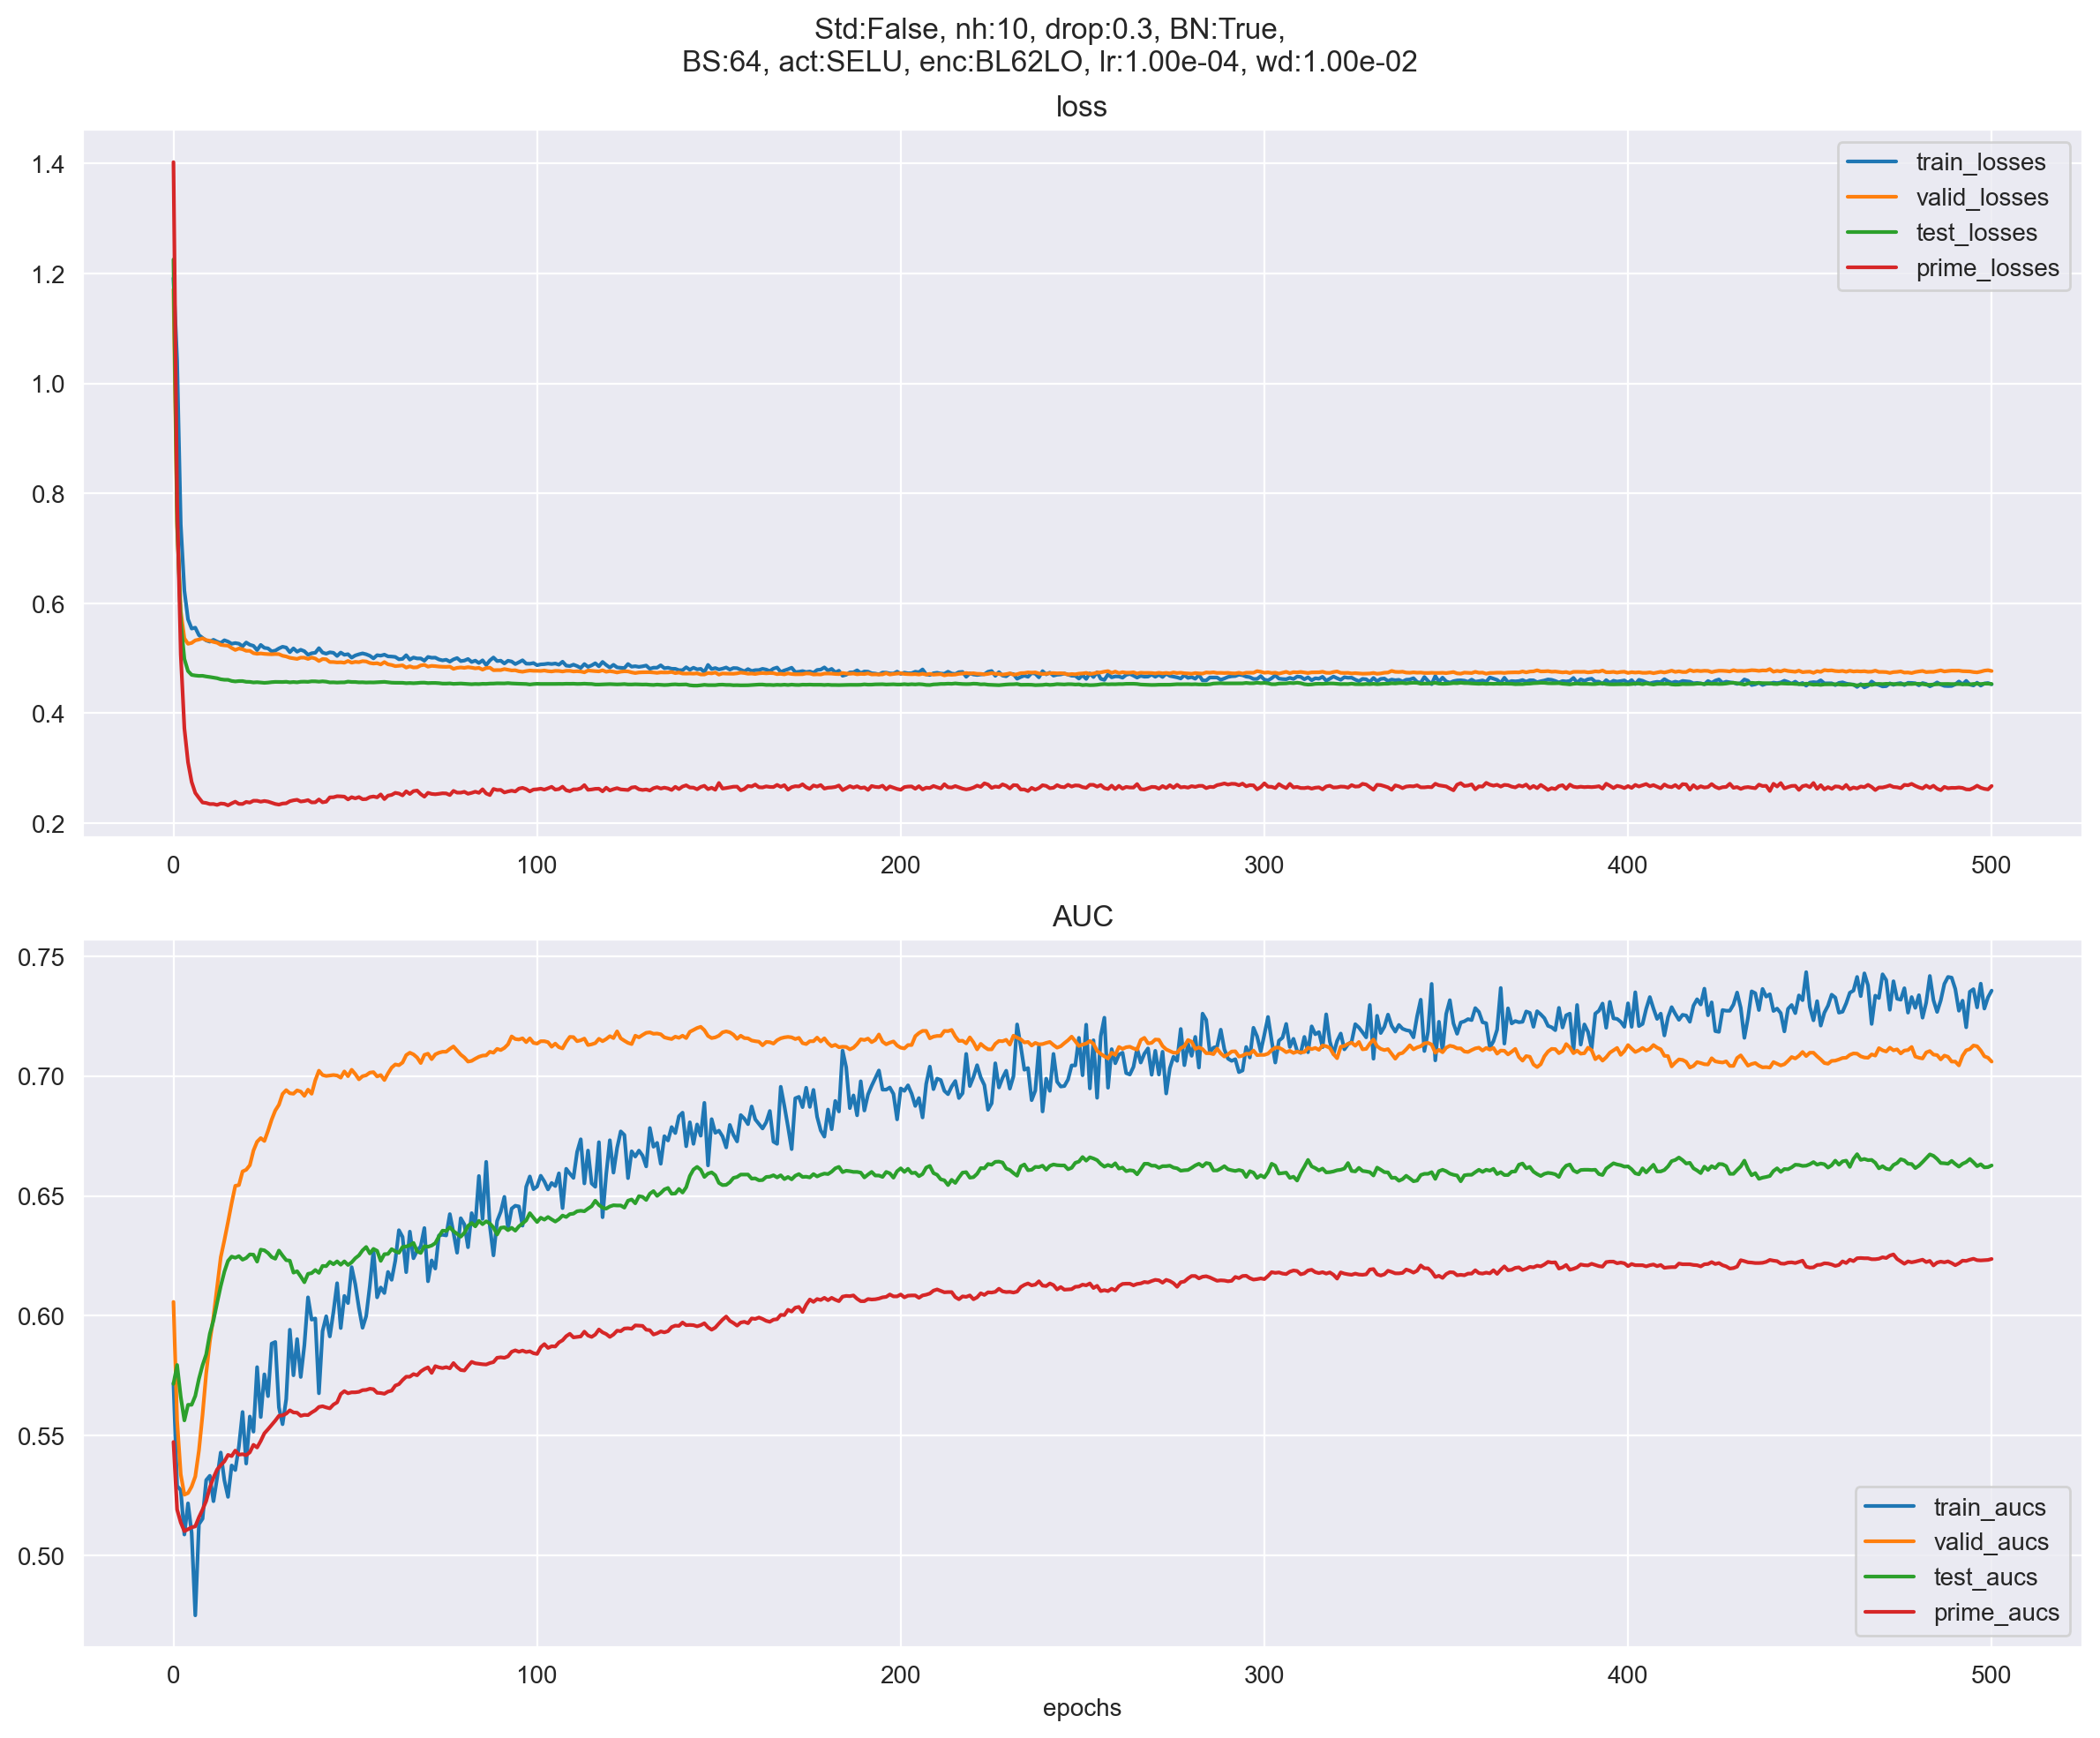 Std:False, nh:10, drop:0.3, BN:True,
BS:64, act:SELU, enc:BL62LO, lr:1.00e-04, wd:1.00e-02
loss
1.4
1.2
1.0
0.8
0.6
0.4
0.2
train_losses
valid_losses
test_losses
prime_losses
0 100 200 300 400 500
AUC
0.75
0.70
0.65
0.60
0.55
0.50
train_aucs
valid_aucs
test_aucs
prime_aucs
0 100 200 300 400 500
epochs